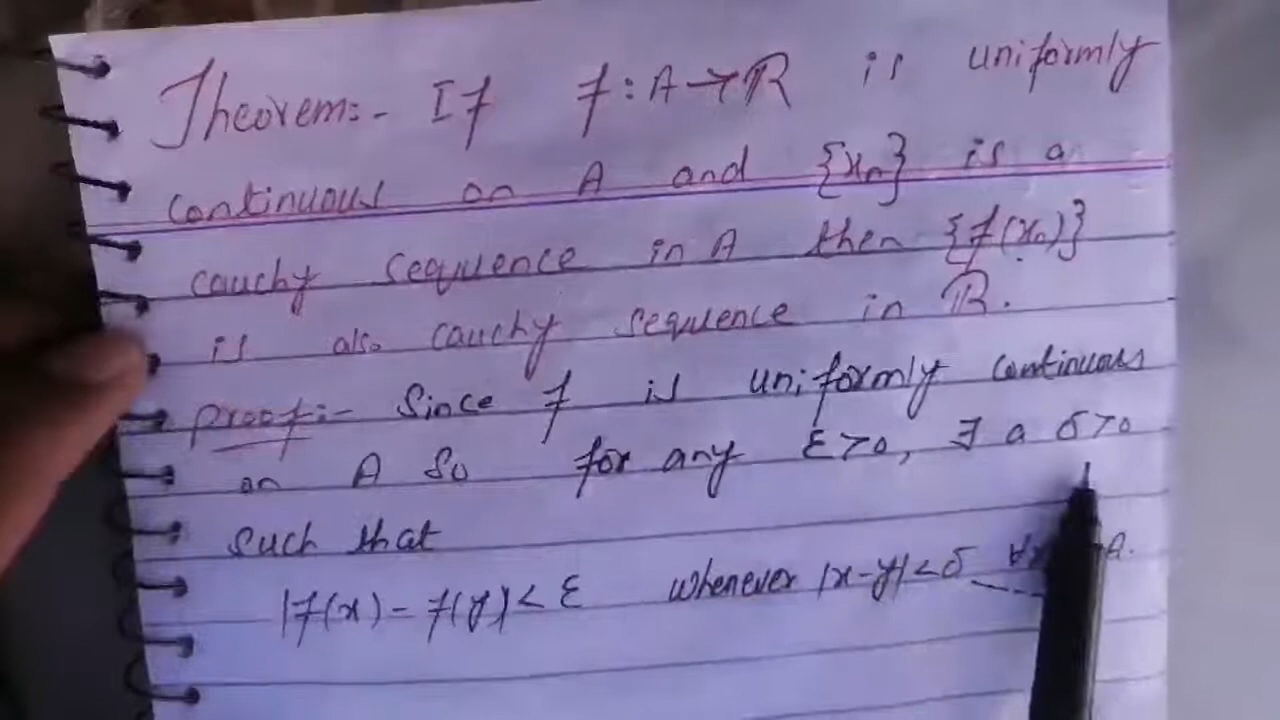 Theorem:- If f:A→R is uniformly
continuous on A and {xn} is a
cauchy sequence in A then {f(xn)}
is also cauchy sequence in R.
proof:- Since f is uniformly continuous
on A So for any ε>0, ∃ a δ>0
such that
|f(x)-f(y)|<ε whenever |x-y|<δ ∀ A.